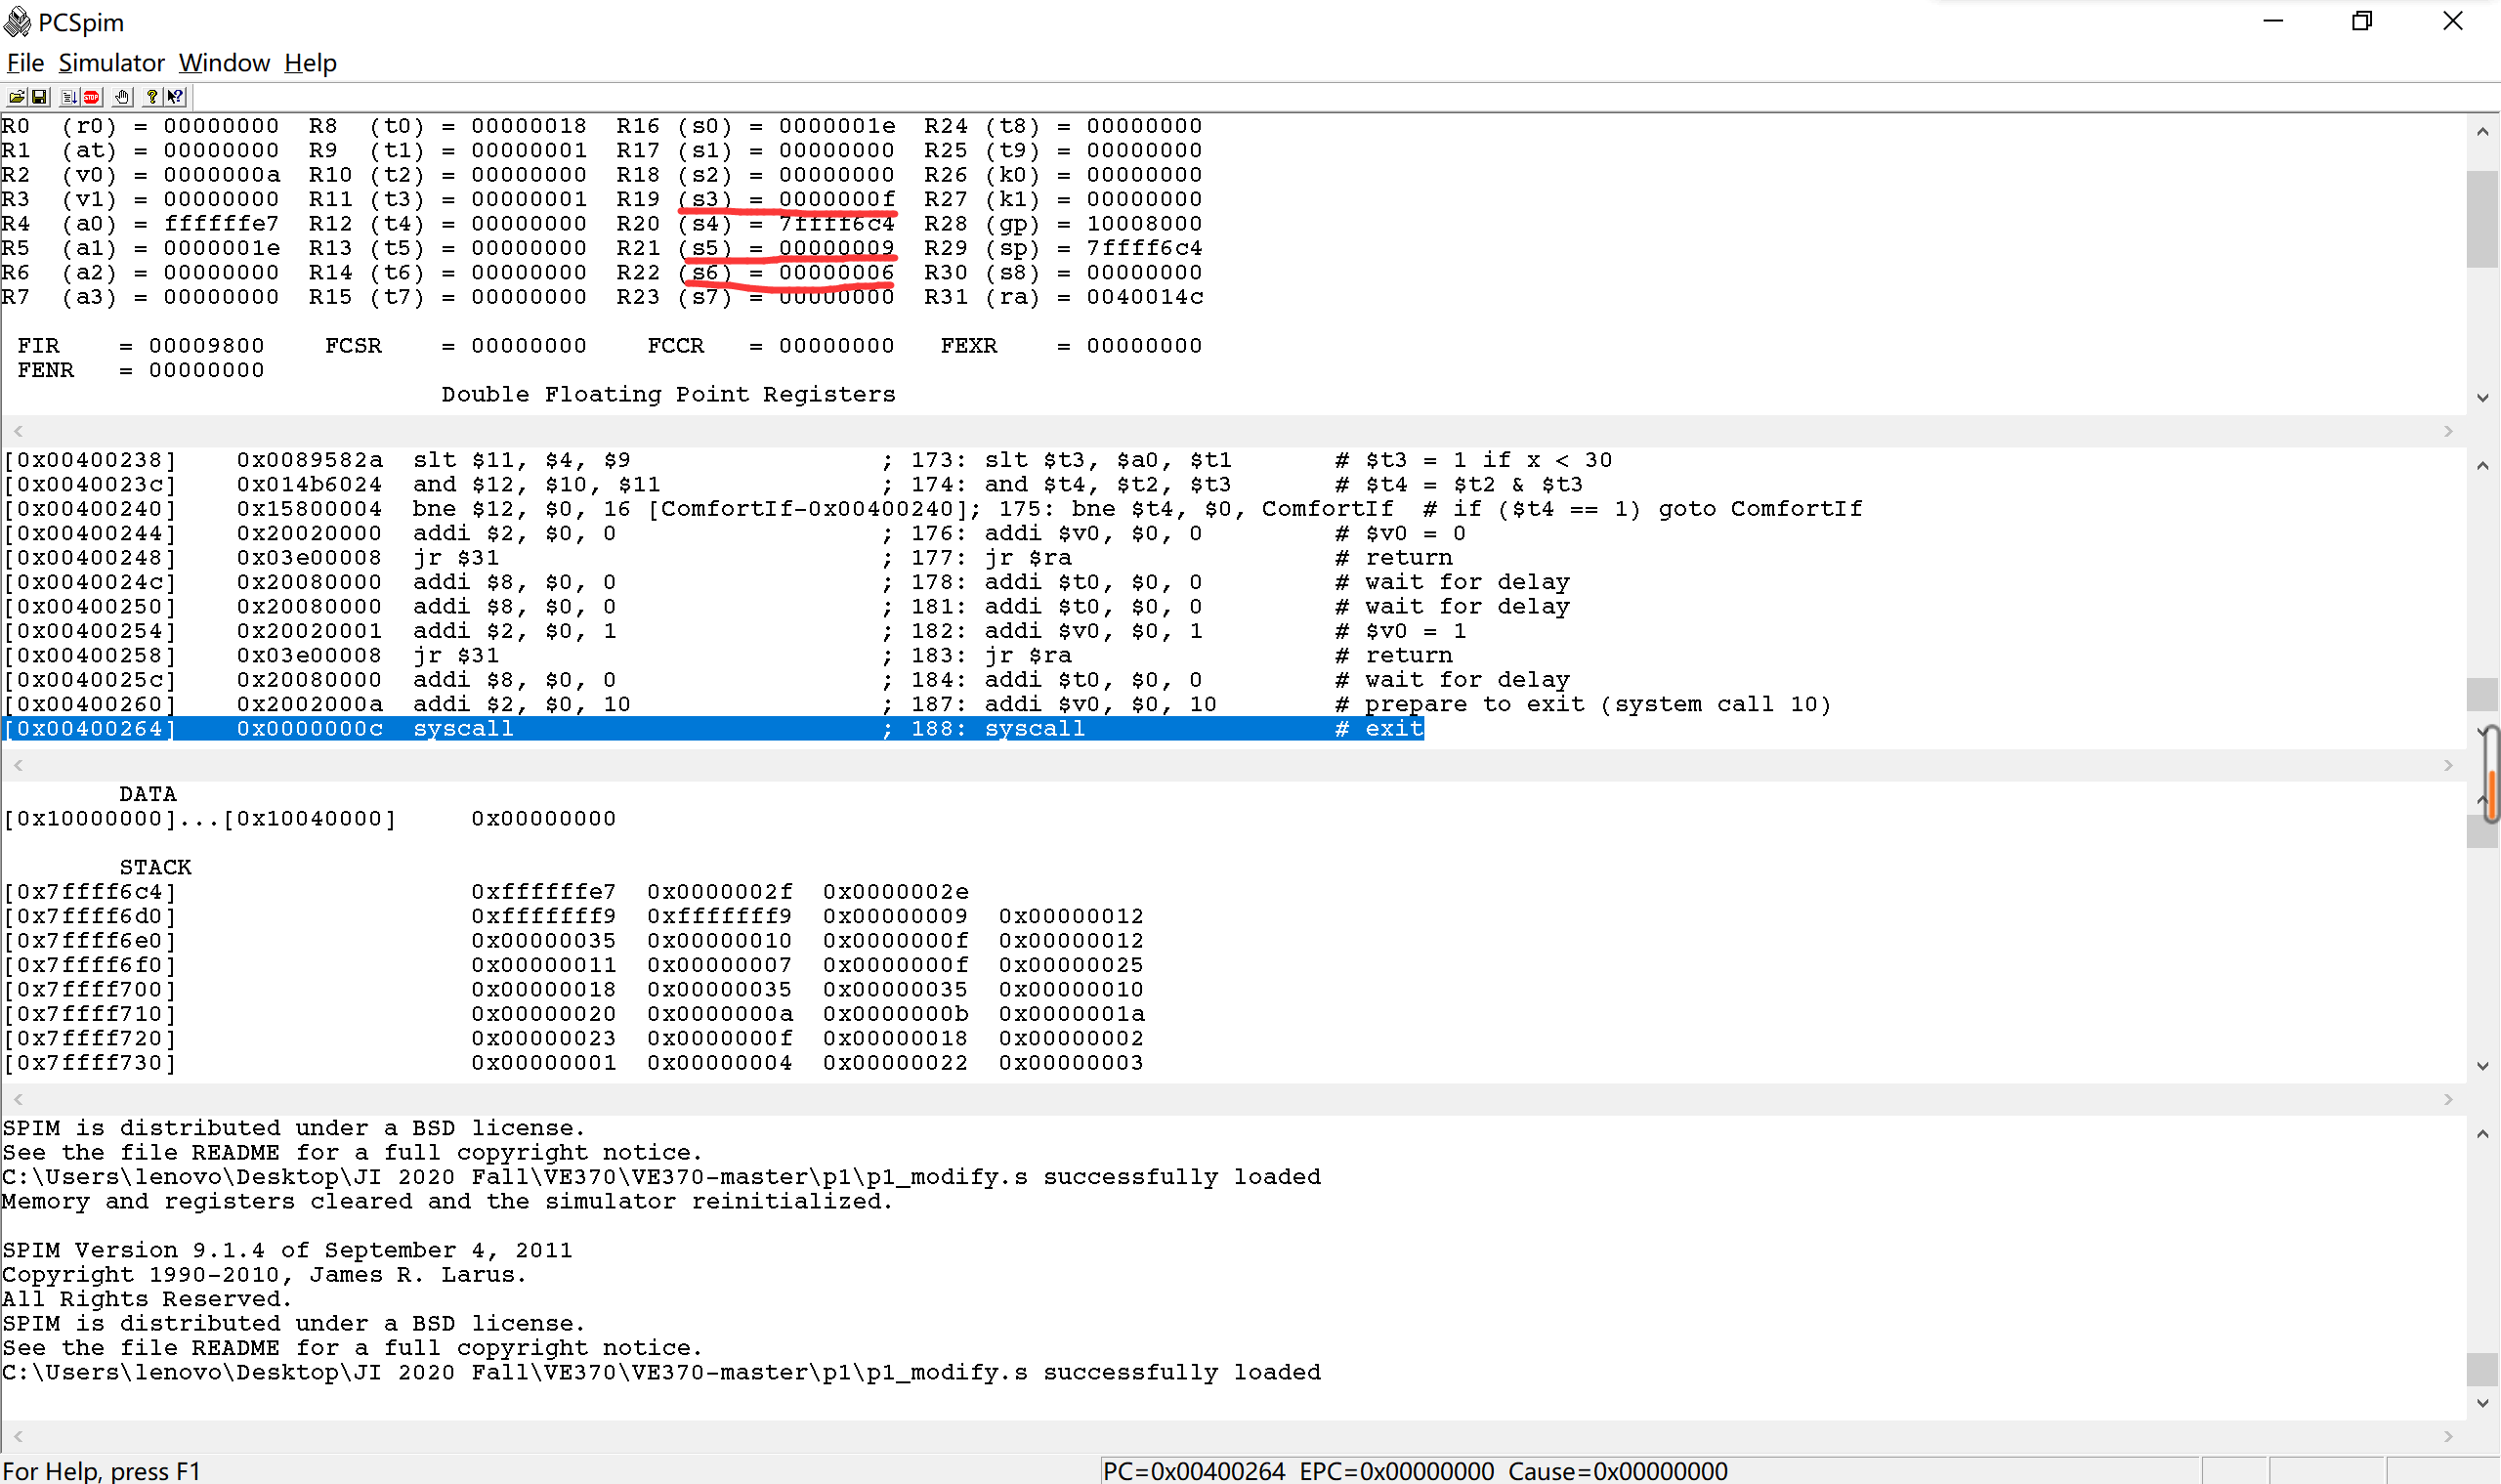 PCSpim
File Simulator Window Help
R0  (r0) = 00000000  R8  (t0) = 00000018  R16 (s0) = 0000001e  R24 (t8) = 00000000
R1  (at) = 00000000  R9  (t1) = 00000001  R17 (s1) = 00000000  R25 (t9) = 00000000
R2  (v0) = 0000000a  R10 (t2) = 00000000  R18 (s2) = 00000000  R26 (k0) = 00000000
R3  (v1) = 00000000  R11 (t3) = 00000001  R19 (s3) = 0000000f  R27 (k1) = 00000000
R4  (a0) = ffffffe7  R12 (t4) = 00000000  R20 (s4) = 7ffff6c4  R28 (gp) = 10008000
R5  (a1) = 0000001e  R13 (t5) = 00000000  R21 (s5) = 00000009  R29 (sp) = 7ffff6c4
R6  (a2) = 00000000  R14 (t6) = 00000000  R22 (s6) = 00000006  R30 (s8) = 00000000
R7  (a3) = 00000000  R15 (t7) = 00000000  R23 (s7) = 00000000  R31 (ra) = 0040014c
FIR    = 00009800    FCSR    = 00000000    FCCR   = 00000000   FEXR    = 00000000
FENR   = 00000000
Double Floating Point Registers
[0x00400238]    0x0089582a  slt $11, $4, $9    ; 173: slt $t3, $a0, $t1    # $t3 = 1 if x < 30
[0x0040023c]    0x014b6024  and $12, $10, $11    ; 174: and $t4, $t2, $t3    # $t4 = $t2 & $t3
[0x00400240]    0x15800004  bne $12, $0, 16 [ComfortIf-0x00400240]; 175: bne $t4, $0, ComfortIf  # if ($t4 == 1) goto ComfortIf
[0x00400244]    0x20020000  addi $2, $0, 0    ; 176: addi $v0, $0, 0    # $v0 = 0
[0x00400248]    0x03e00008  jr $31    ; 177: jr $ra    # return
[0x0040024c]    0x20080000  addi $8, $0, 0    ; 178: addi $t0, $0, 0    # wait for delay
[0x00400250]    0x20080000  addi $8, $0, 0    ; 181: addi $t0, $0, 0    # wait for delay
[0x00400254]    0x20020001  addi $2, $0, 1    ; 182: addi $v0, $0, 1    # $v0 = 1
[0x00400258]    0x03e00008  jr $31    ; 183: jr $ra    # return
[0x0040025c]    0x20080000  addi $8, $0, 0    ; 184: addi $t0, $0, 0    # wait for delay
[0x00400260]    0x2002000a  addi $2, $0, 10    ; 187: addi $v0, $0, 10    # prepare to exit (system call 10)
[0x00400264]    0x0000000c  syscall    ; 188: syscall    # exit
DATA
[0x10000000]...[0x10040000]    0x00000000
STACK
[0x7ffff6c4]    0xffffffe7  0x0000002f  0x0000002e
[0x7ffff6d0]    0xfffffff9  0xfffffff9  0x00000009  0x00000012
[0x7ffff6e0]    0x00000035  0x00000010  0x0000000f  0x00000012
[0x7ffff6f0]    0x00000011  0x00000007  0x0000000f  0x00000025
[0x7ffff700]    0x00000018  0x00000035  0x00000035  0x00000010
[0x7ffff710]    0x00000020  0x0000000a  0x0000000b  0x0000001a
[0x7ffff720]    0x00000023  0x0000000f  0x00000018  0x00000002
[0x7ffff730]    0x00000001  0x00000004  0x00000022  0x00000003
SPIM is distributed under a BSD license.
See the file README for a full copyright notice.
C:\Users\lenovo\Desktop\JI 2020 Fall\VE370\VE370-master\p1\p1_modify.s successfully loaded
Memory and registers cleared and the simulator reinitialized.
SPIM Version 9.1.4 of September 4, 2011
Copyright 1990-2010, James R. Larus.
All Rights Reserved.
SPIM is distributed under a BSD license.
See the file README for a full copyright notice.
C:\Users\lenovo\Desktop\JI 2020 Fall\VE370\VE370-master\p1\p1_modify.s successfully loaded
For Help, press F1    PC=0x00400264  EPC=0x00000000  Cause=0x00000000